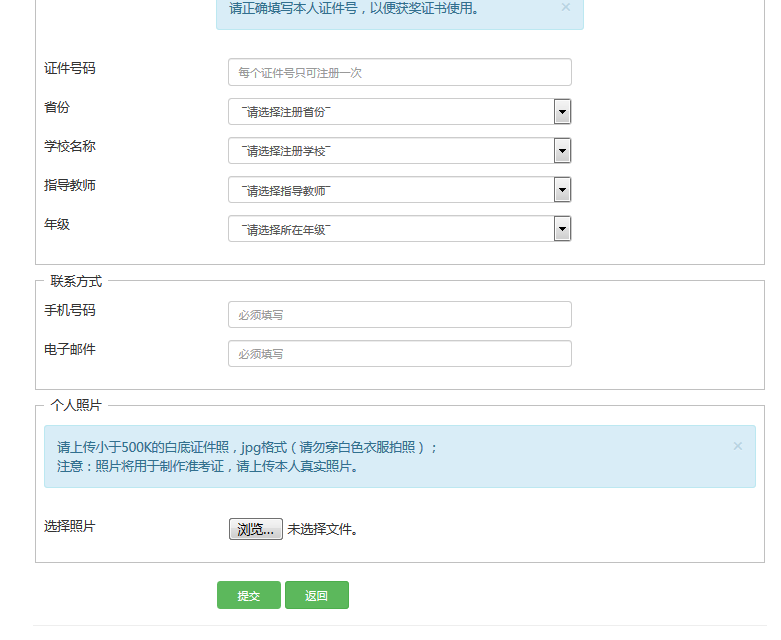 请正确填写本人证件号，以便获奖证书使用。 ×
证件号码 每个证件号只可注册一次
省份 ¯请选择注册省份¯
学校名称 ¯请选择注册学校¯
指导教师 ¯请选择指导教师¯
年级 ¯请选择所在年级¯
联系方式
手机号码 必须填写
电子邮件 必须填写
个人照片
请上传小于500K的白底证件照，jpg格式（请勿穿白色衣服拍照）； ×
注意：照片将用于制作准考证，请上传本人真实照片。
选择照片 浏览... 未选择文件。
提交 返回